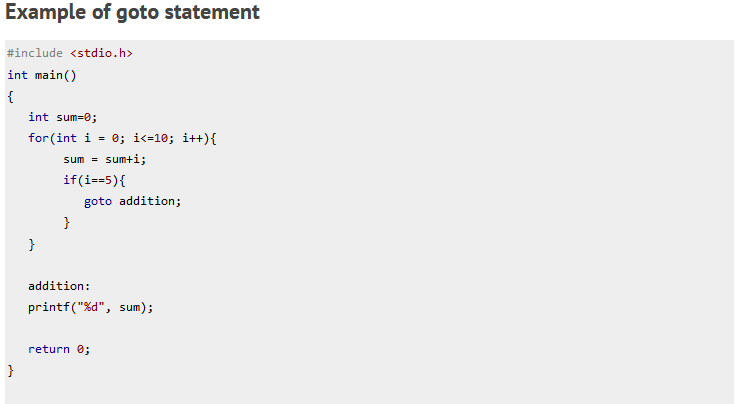 Example of goto statement
#include <stdio.h>
int main()
{
   int sum=0;
   for(int i = 0; i<=10; i++){
        sum = sum+i;
        if(i==5){
           goto addition;
        }
   }

   addition:
   printf("%d", sum);

   return 0;
}